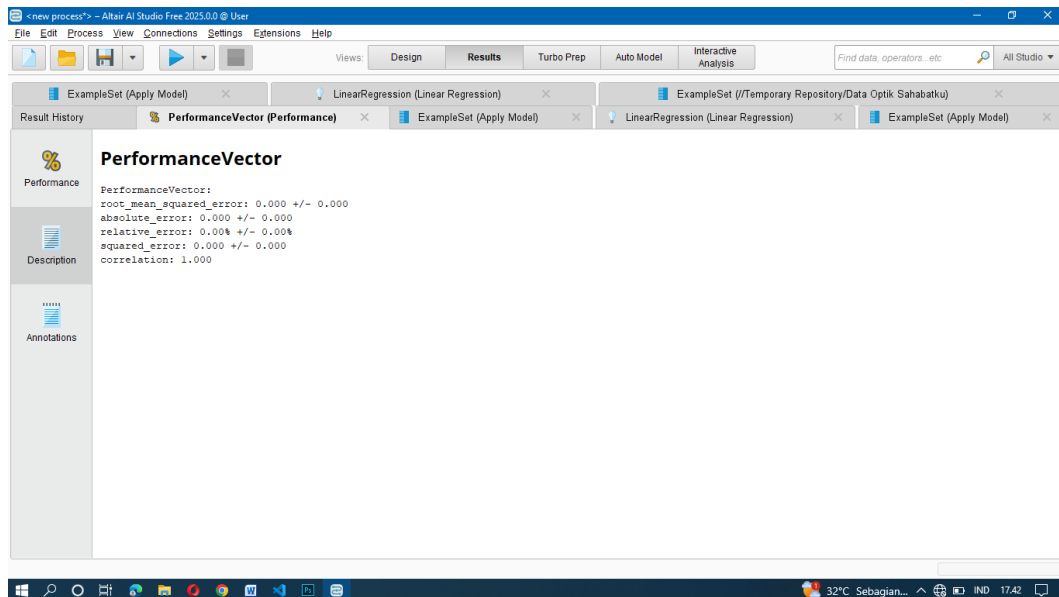 <new process*> – Altair AI Studio Free 2025.0.0 @ User
File Edit Process View Connections Settings Extensions Help
Views: Design Results Turbo Prep Auto Model Interactive Analysis Find data, operators...etc All Studio
ExampleSet (Apply Model) LinearRegression (Linear Regression) ExampleSet (//Temporary Repository/Data Optik Sahabatku)
Result History % PerformanceVector (Performance) ExampleSet (Apply Model) LinearRegression (Linear Regression) ExampleSet (Apply Model)
%
Performance
Description
Annotations
PerformanceVector
PerformanceVector:
root_mean_squared_error: 0.000 +/- 0.000
absolute_error: 0.000 +/- 0.000
relative_error: 0.00% +/- 0.00%
squared_error: 0.000 +/- 0.000
correlation: 1.000
W Ps 1 32°C Sebagian... IND 17.42